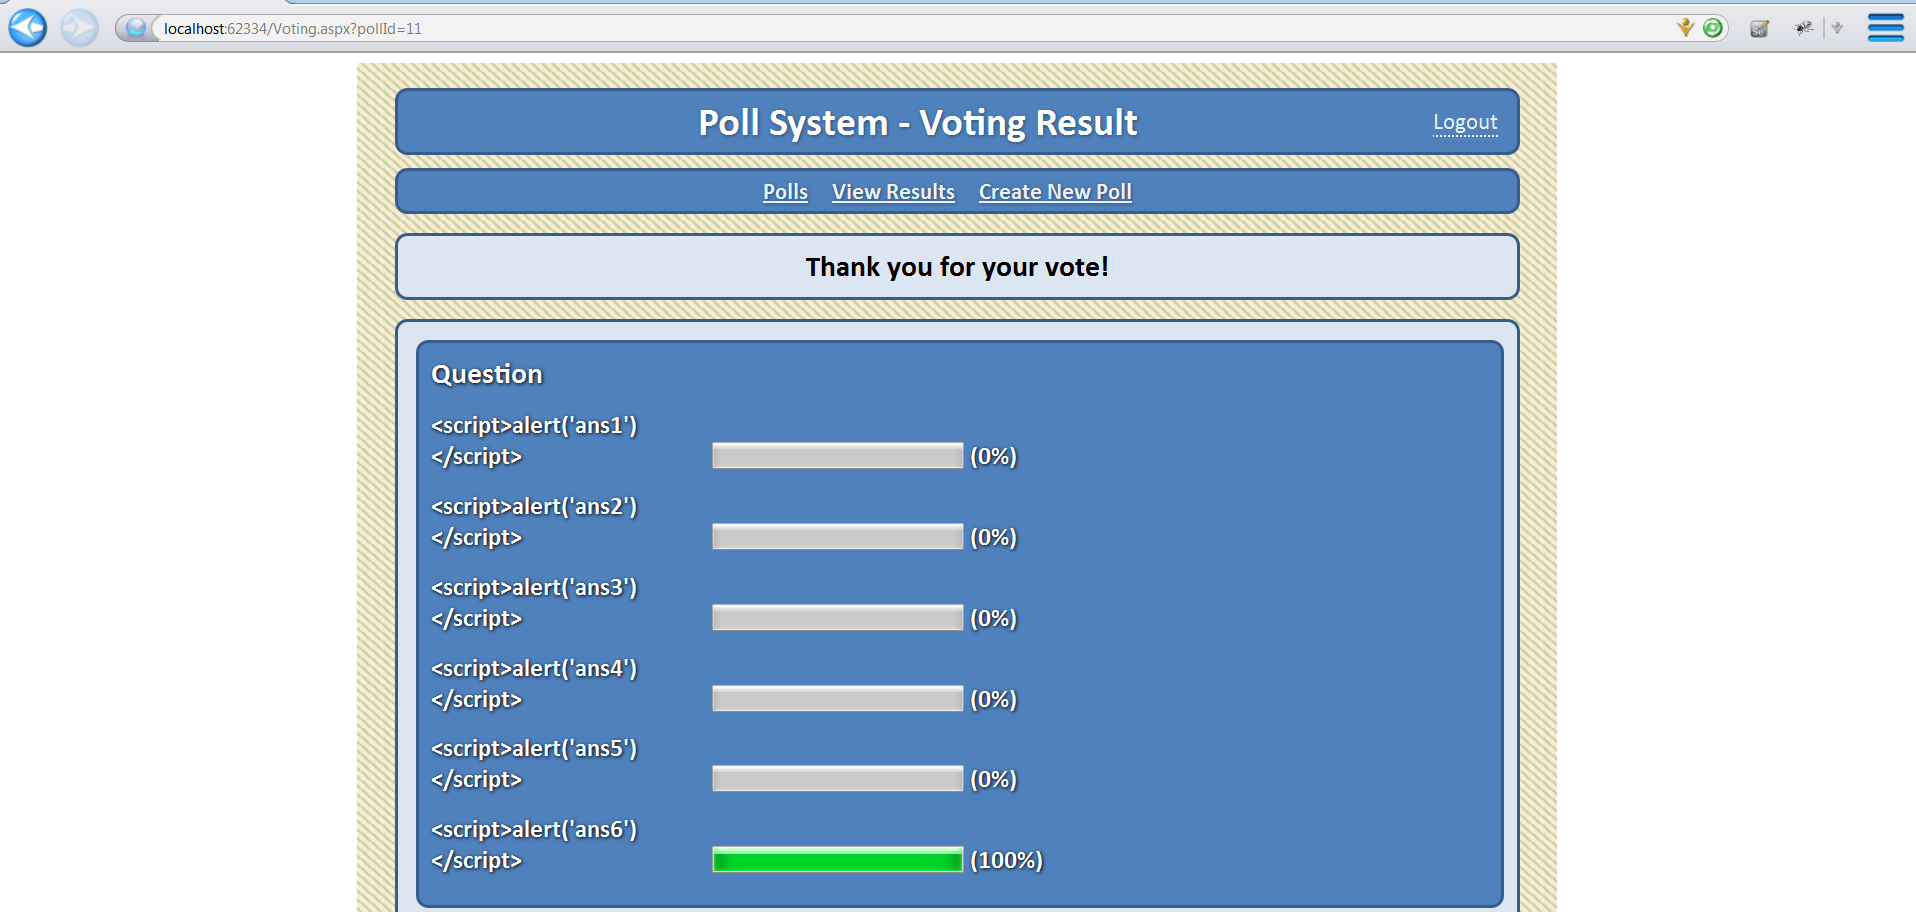 localhost:62334/Voting.aspx?pollId=11
Poll System - Voting Result
Logout
Polls View Results Create New Poll
Thank you for your vote!
Question
<script>alert('ans1')
</script> (0%)
<script>alert('ans2')
</script> (0%)
<script>alert('ans3')
</script> (0%)
<script>alert('ans4')
</script> (0%)
<script>alert('ans5')
</script> (0%)
<script>alert('ans6')
</script> (100%)